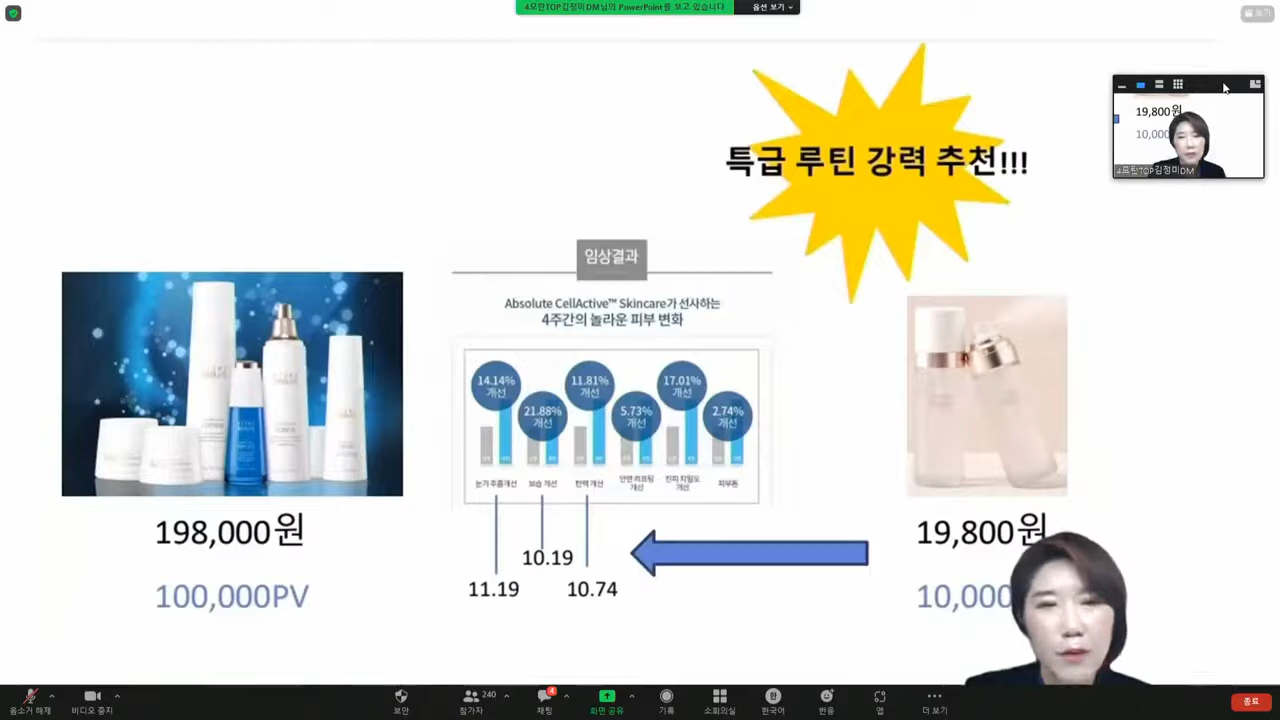 4모란TOP김정미DM님의 PowerPoint를 보고 있습니다
옵션 보기
보기
특급 루틴 강력 추천!!!
19,800원
10,000
4모란TOP김정미DM
임상결과
Absolute CellActive™ Skincare가 선사하는
4주간의 놀라운 피부 변화
14.14% 개선
21.88% 개선
11.81% 개선
5.73% 개선
17.01% 개선
2.74% 개선
눈가 주름개선
보습 개선
탄력 개선
안면 리프팅 개선
진피 치밀도 개선
피부톤
198,000원
100,000PV
11.19
10.19
10.74
19,800원
10,000
음소거 해제
비디오 중지
보안
240
참가자
4
채팅
화면 공유
기록
소회의실
한
한국어
반응
앱
더 보기
종료